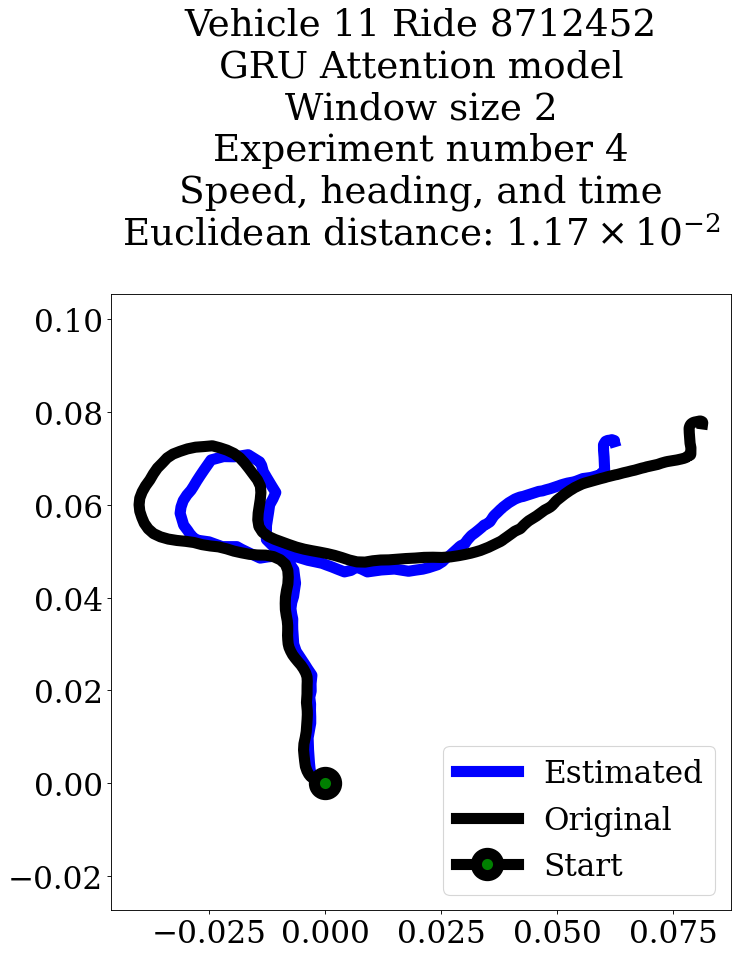 Vehicle 11 Ride 8712452
GRU Attention model
Window size 2
Experiment number 4
Speed, heading, and time
Euclidean distance: 1.17 × 10⁻²
0.10
0.08
0.06
0.04
0.02
0.00
−0.02
Estimated
Original
Start
−0.025 0.000 0.025 0.050 0.075